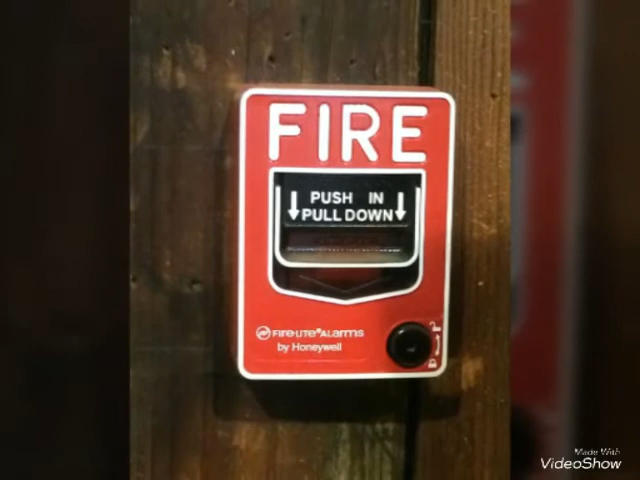 FIRE
PUSH IN
PULL DOWN
FIRE-LITE® ALARMS
by Honeywell
Made With
VideoShow